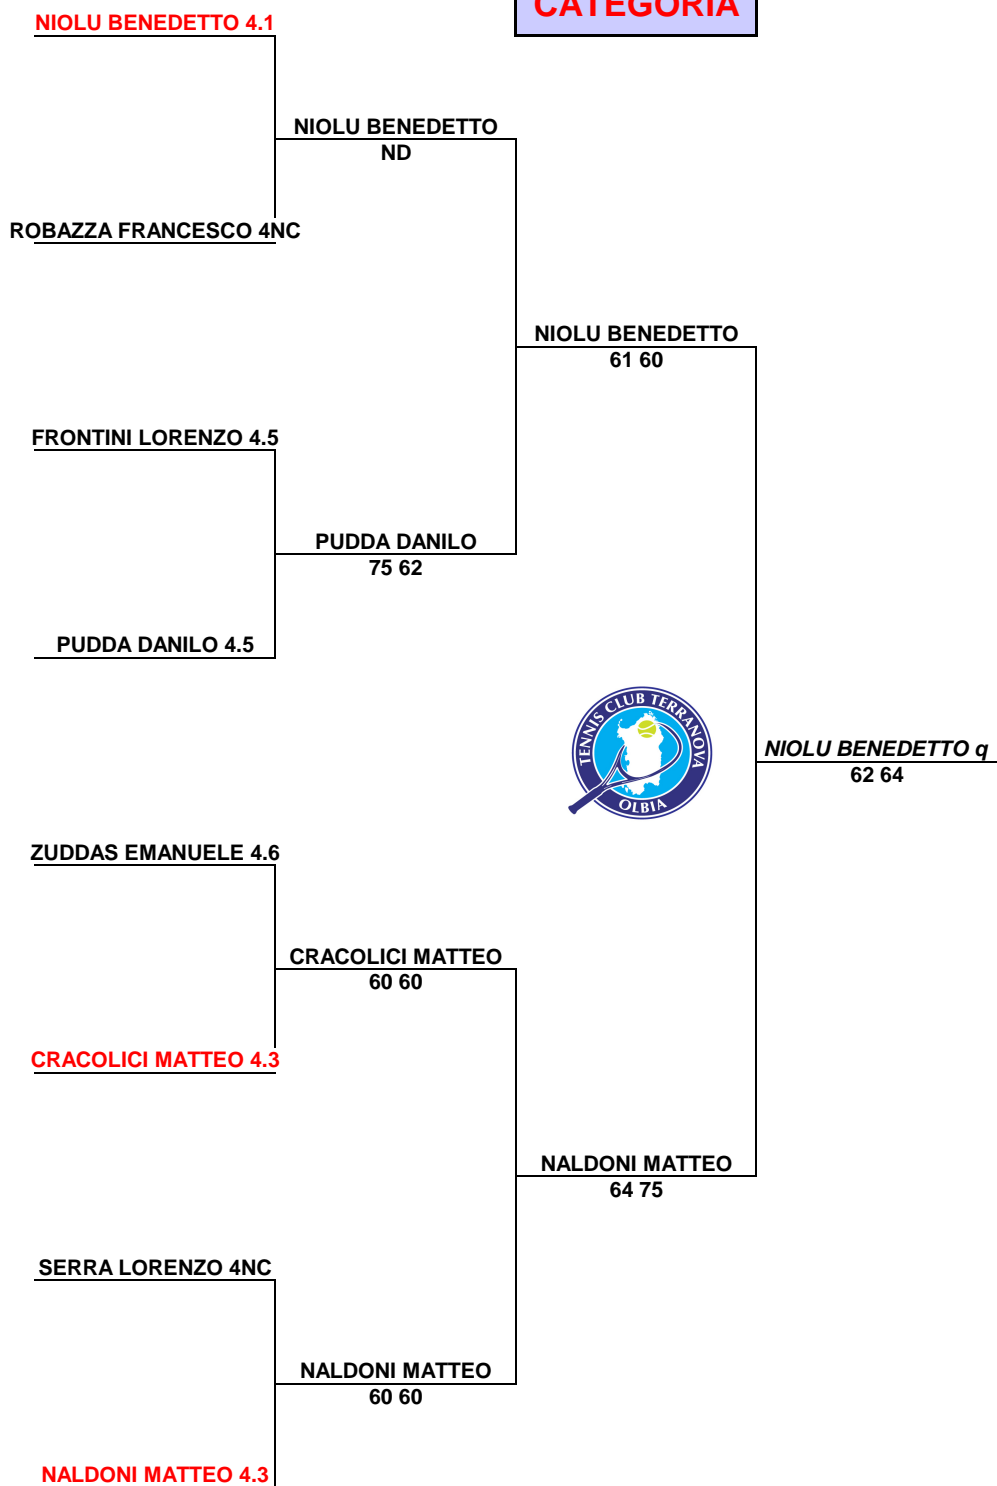 CATEGORIA
NIOLU BENEDETTO 4.1
NIOLU BENEDETTO
ND
ROBAZZA FRANCESCO 4NC
NIOLU BENEDETTO
61 60
FRONTINI LORENZO 4.5
PUDDA DANILO
75 62
PUDDA DANILO 4.5
TENNIS CLUB TERRANOVA
OLBIA
NIOLU BENEDETTO q
62 64
ZUDDAS EMANUELE 4.6
CRACOLICI MATTEO
60 60
CRACOLICI MATTEO 4.3
NALDONI MATTEO
64 75
SERRA LORENZO 4NC
NALDONI MATTEO
60 60
NALDONI MATTEO 4.3